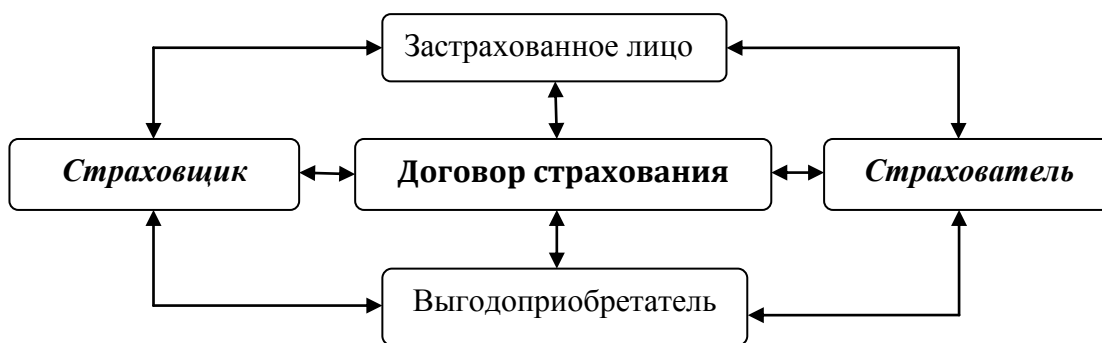 Застрахованное лицо
Страховщик
Договор страхования
Страхователь
Выгодоприобретатель